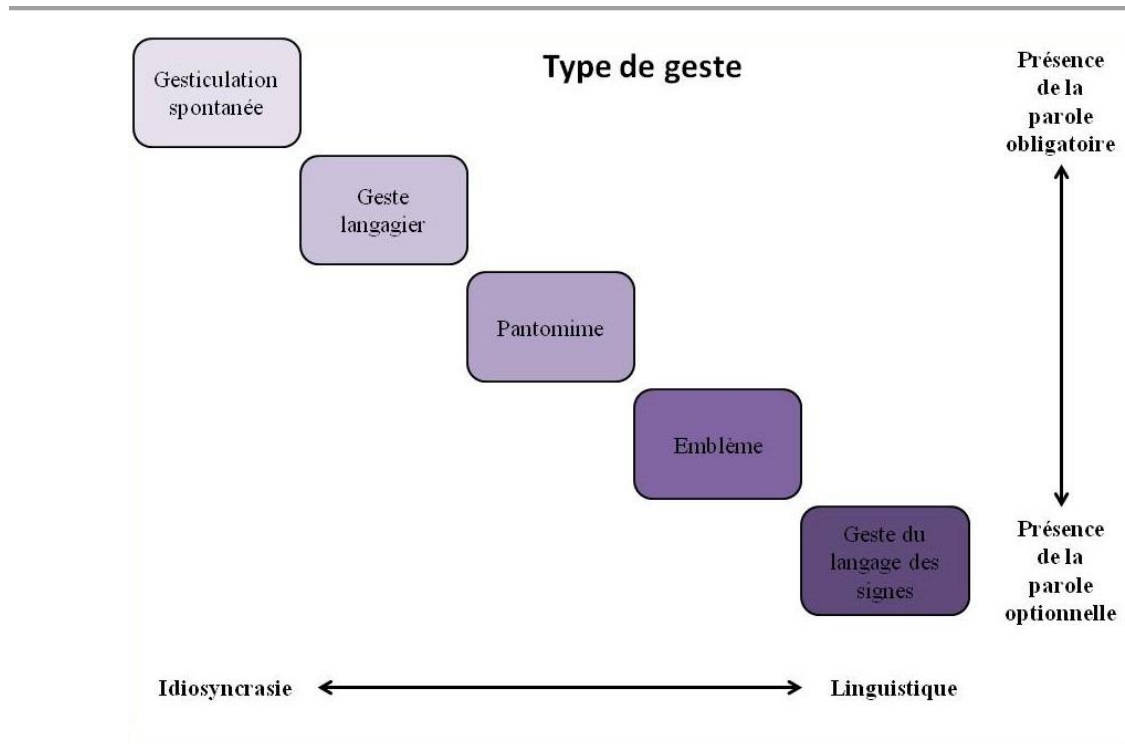 Type de geste
Gesticulation
spontanée
Geste
langagier
Pantomime
Emblème
Geste du
langage des
signes
Présence
de la
parole
obligatoire
Présence
de la
parole
optionnelle
Idiosyncrasie
Linguistique